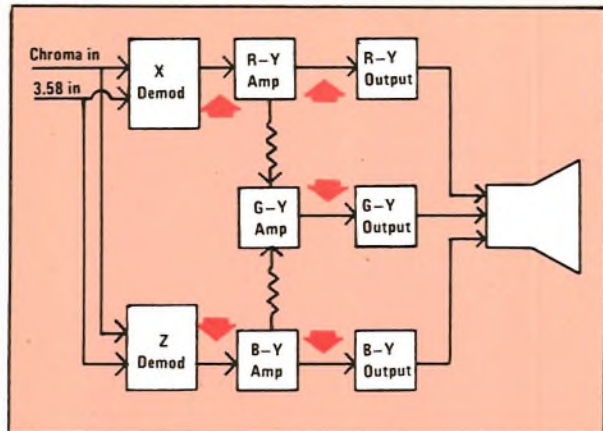 Chroma in
3.58 in
X
Demod
R-Y
Amp
R-Y
Output
G-Y
Amp
G-Y
Output
Z
Demod
B-Y
Amp
B-Y
Output